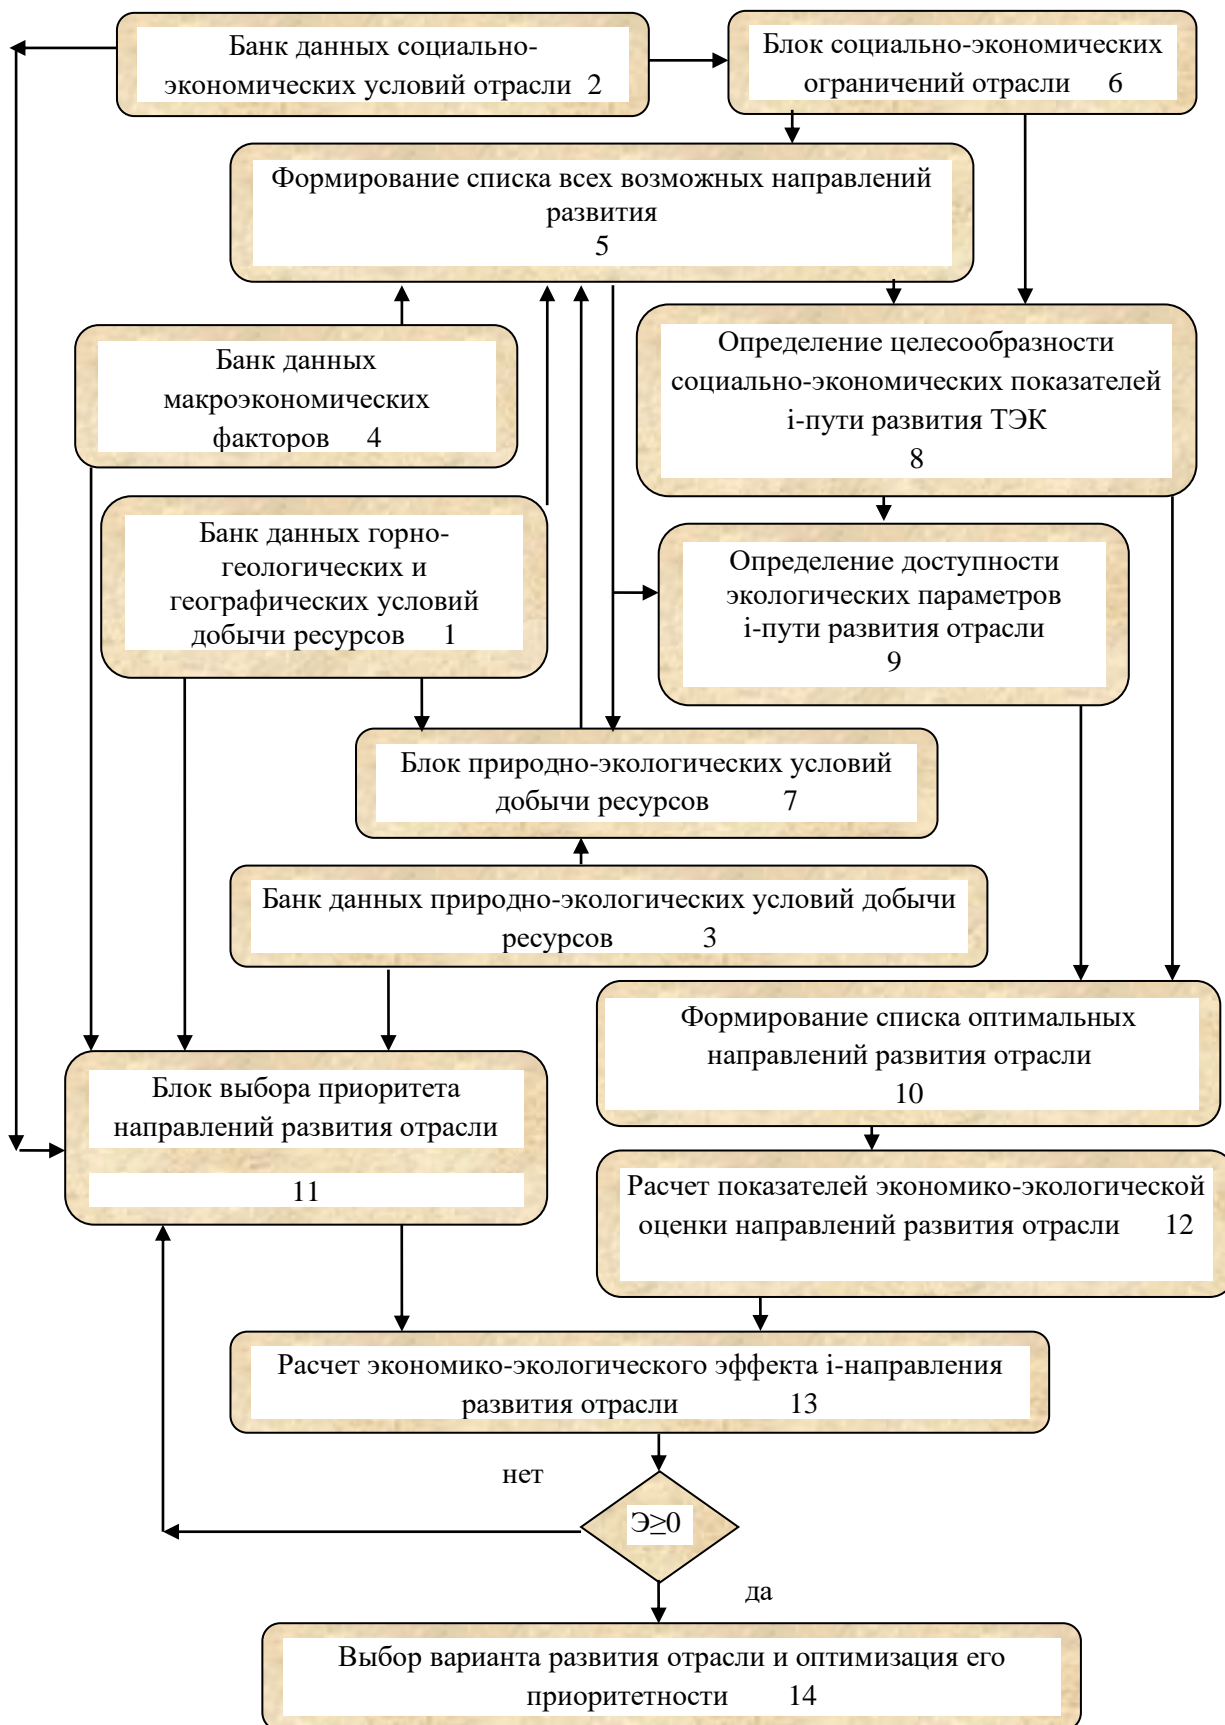 Банк данных социально-
экономических условий отрасли 2
Блок социально-экономических
ограничений отрасли 6
Формирование списка всех возможных направлений
развития
5
Банк данных
макроэкономических
факторов 4
Определение целесообразности
социально-экономических показателей
i-пути развития ТЭК
8
Банк данных горно-
геологических и
географических условий
добычи ресурсов 1
Определение доступности
экологических параметров
i-пути развития отрасли
9
Блок природно-экологических условий
добычи ресурсов 7
Банк данных природно-экологических условий добычи
ресурсов 3
Формирование списка оптимальных
направлений развития отрасли
10
Блок выбора приоритета
направлений развития отрасли
11
Расчет показателей экономико-экологической
оценки направлений развития отрасли 12
Расчет экономико-экологического эффекта i-направления
развития отрасли 13
нет
Э≥0
да
Выбор варианта развития отрасли и оптимизация его
приоритетности 14